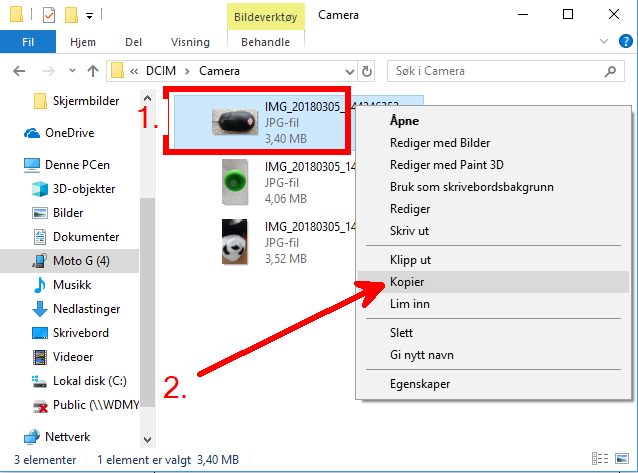 Bildeverktøy
Camera
Fil
Hjem
Del
Visning
Behandle
DCIM
Camera
Søk i Camera
Skjermbilder
OneDrive
Denne PCen
3D-objekter
Bilder
Dokumenter
Moto G (4)
Musikk
Nedlastinger
Skrivebord
Videoer
Lokal disk (C:)
Public (\\WDMY
Nettverk
1.
IMG_20180305_144246252
JPG-fil
3,40 MB
IMG_20180305_14
JPG-fil
4,06 MB
IMG_20180305_14
JPG-fil
3,52 MB
Åpne
Rediger med Bilder
Rediger med Paint 3D
Bruk som skrivebordsbakgrunn
Rediger
Skriv ut
Klipp ut
Kopier
Lim inn
Slett
Gi nytt navn
Egenskaper
2.
3 elementer
1 element er valgt 3,40 MB